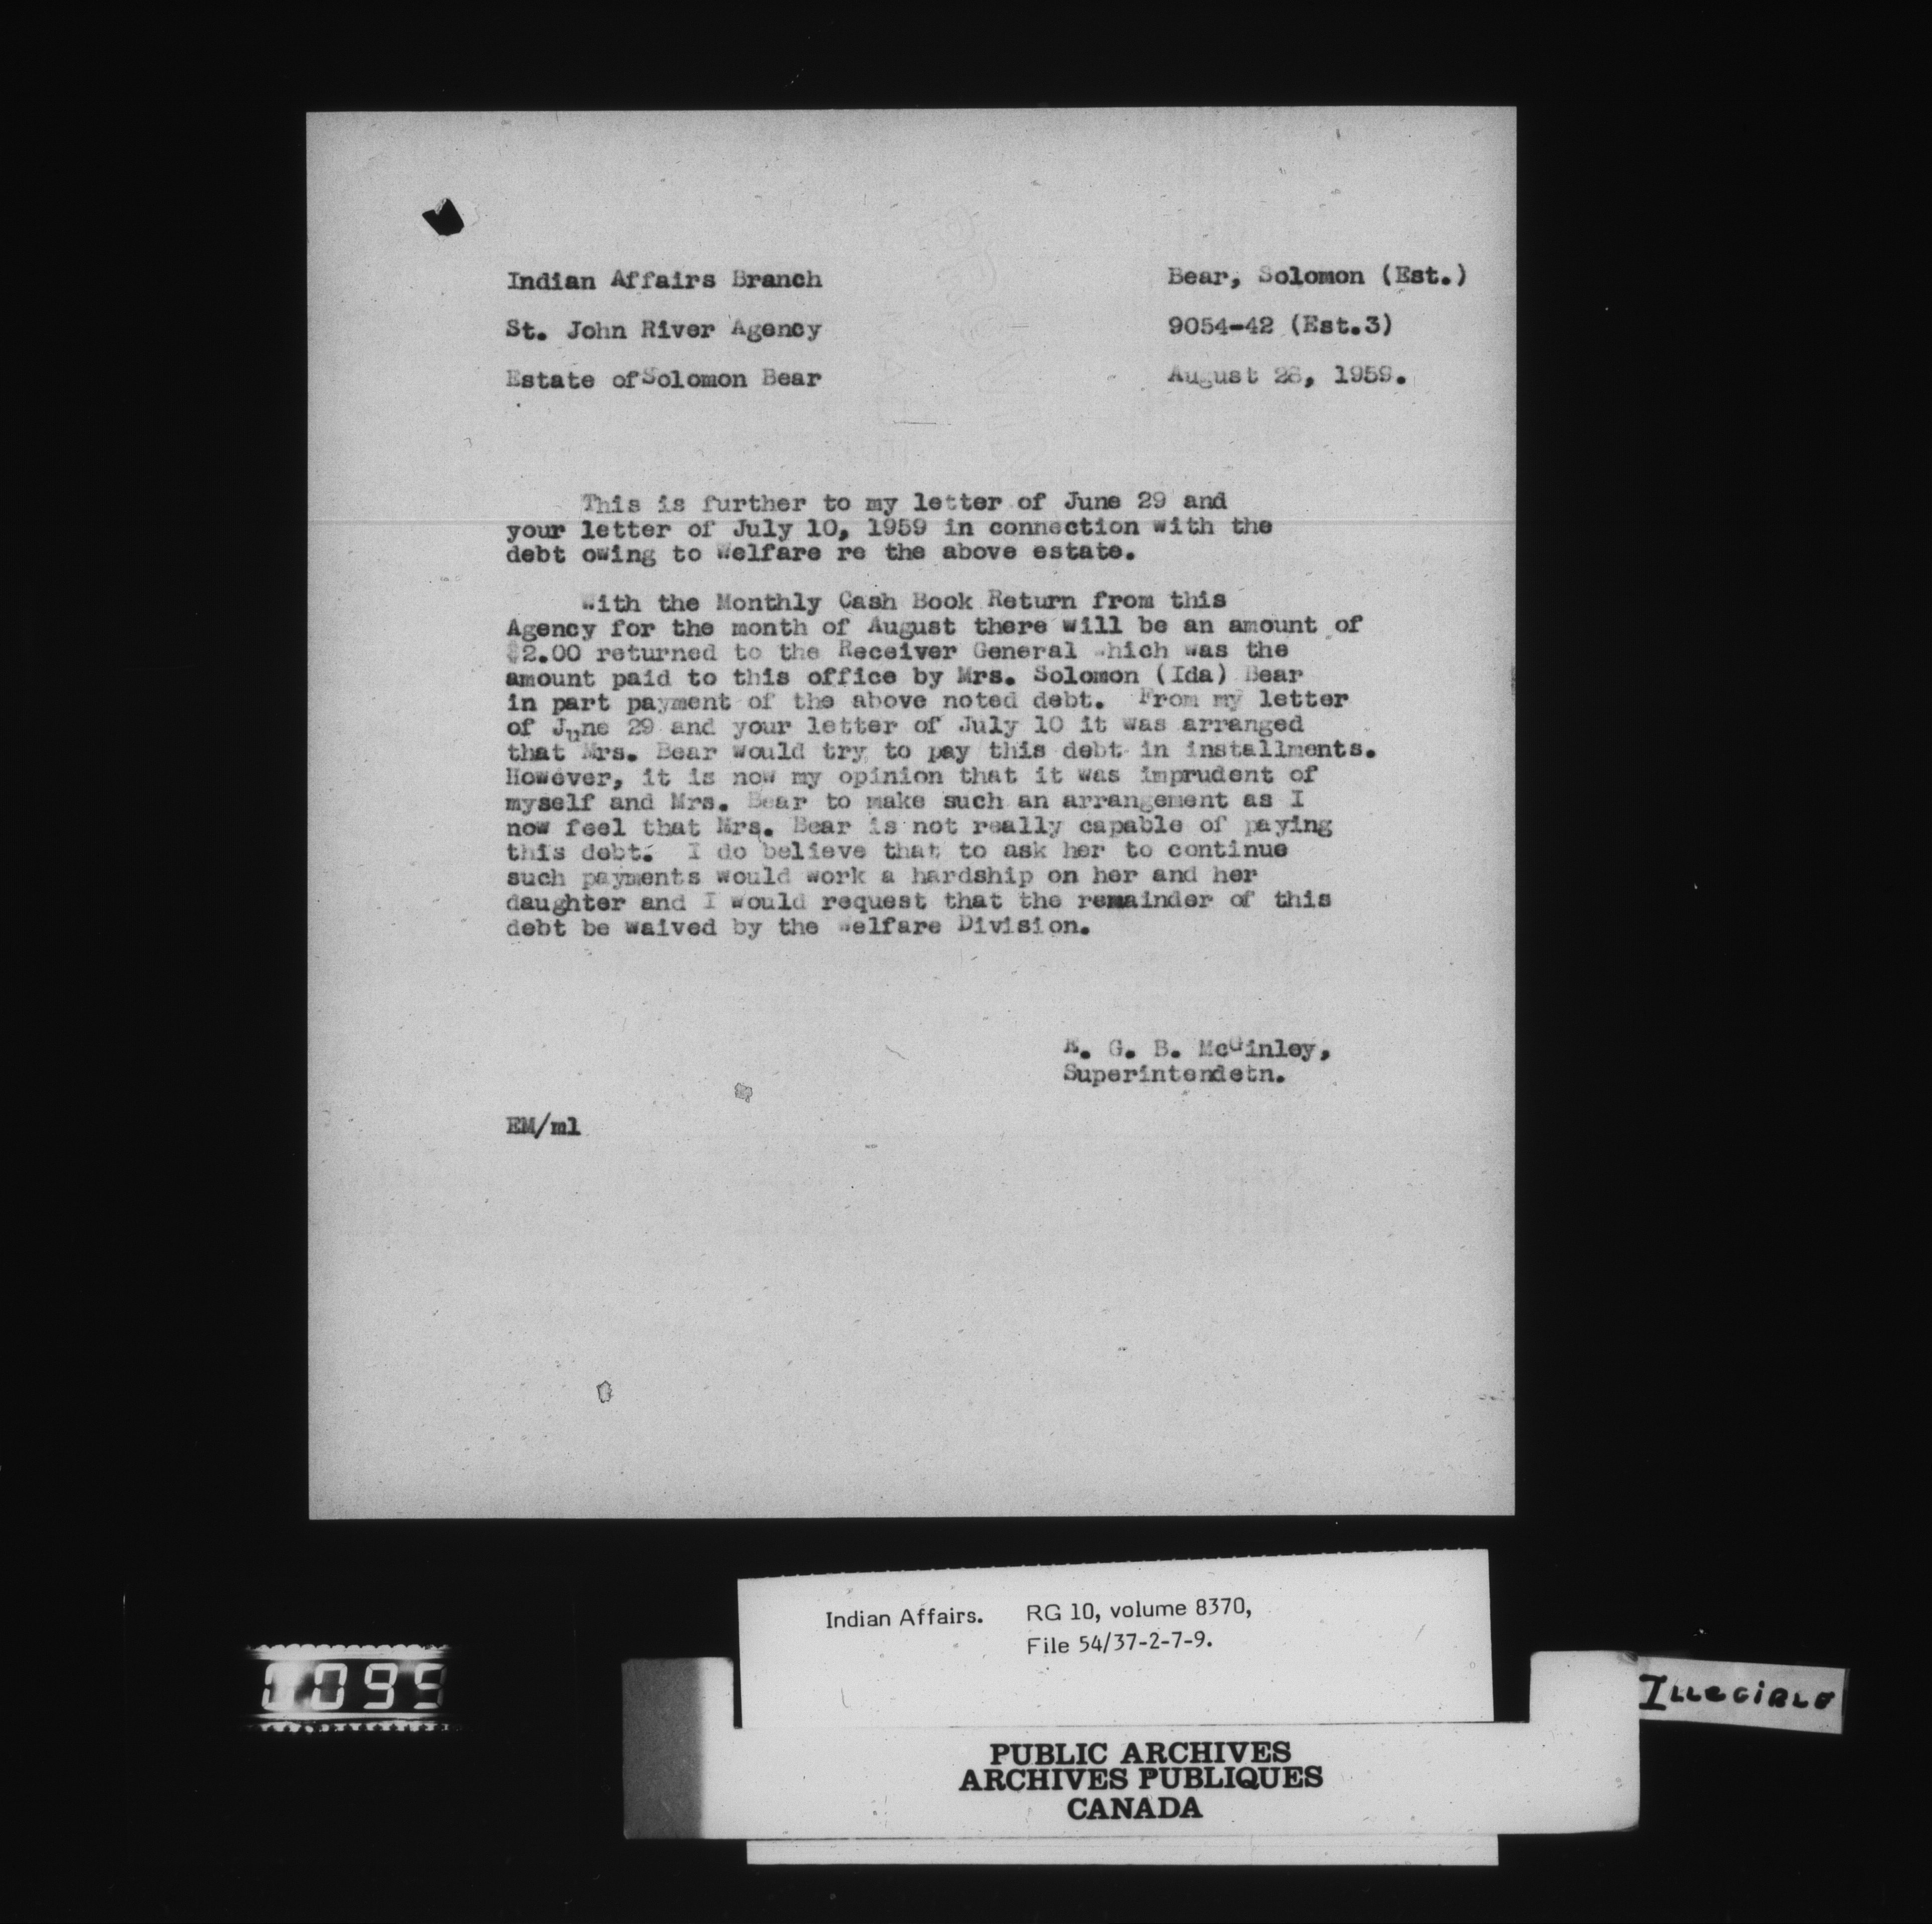 Indian Affairs Branch
Bear, Solomon (Est.)
St. John River Agency
9054-42 (Est.3)
Estate ofSolomon Bear
August 28, 1959.
This is further to my letter of June 29 and
your letter of July 10, 1959 in connection with the
debt owing to Welfare re the above estate.
With the Monthly Cash Book Return from this
Agency for the month of August there will be an amount of
$2.00 returned to the Receiver General which was the
amount paid to this office by Mrs. Solomon (Ida) Bear
in part payment of the above noted debt. From my letter
of June 29 and your letter of July 10 it was arranged
that Mrs. Bear would try to pay this debt in installments.
However, it is now my opinion that it was imprudent of
myself and Mrs. Bear to make such an arrangement as I
now feel that Mrs. Bear is not really capable of paying
this debt. I do believe that to ask her to continue
such payments would work a hardship on her and her
daughter and I would request that the remainder of this
debt be waived by the Welfare Division.
G. B. McGinley,
Superintendetn.
EM/ml
Indian Affairs. RG 10, volume 8370,
File 54/37-2-7-9.
PUBLIC ARCHIVES
ARCHIVES PUBLIQUES
CANADA
ILLEGIBLE